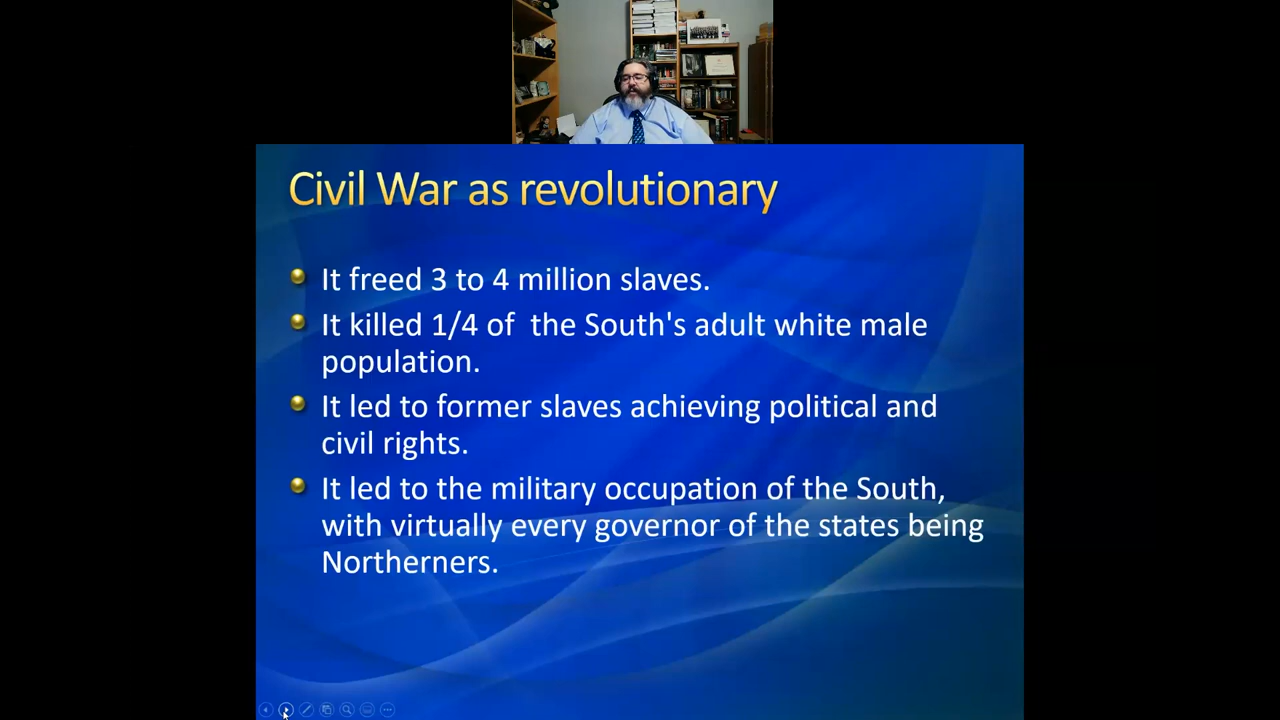 Civil War as revolutionary
It freed 3 to 4 million slaves.
It killed 1/4 of the South's adult white male
population.
It led to former slaves achieving political and
civil rights.
It led to the military occupation of the South,
with virtually every governor of the states being
Northerners.